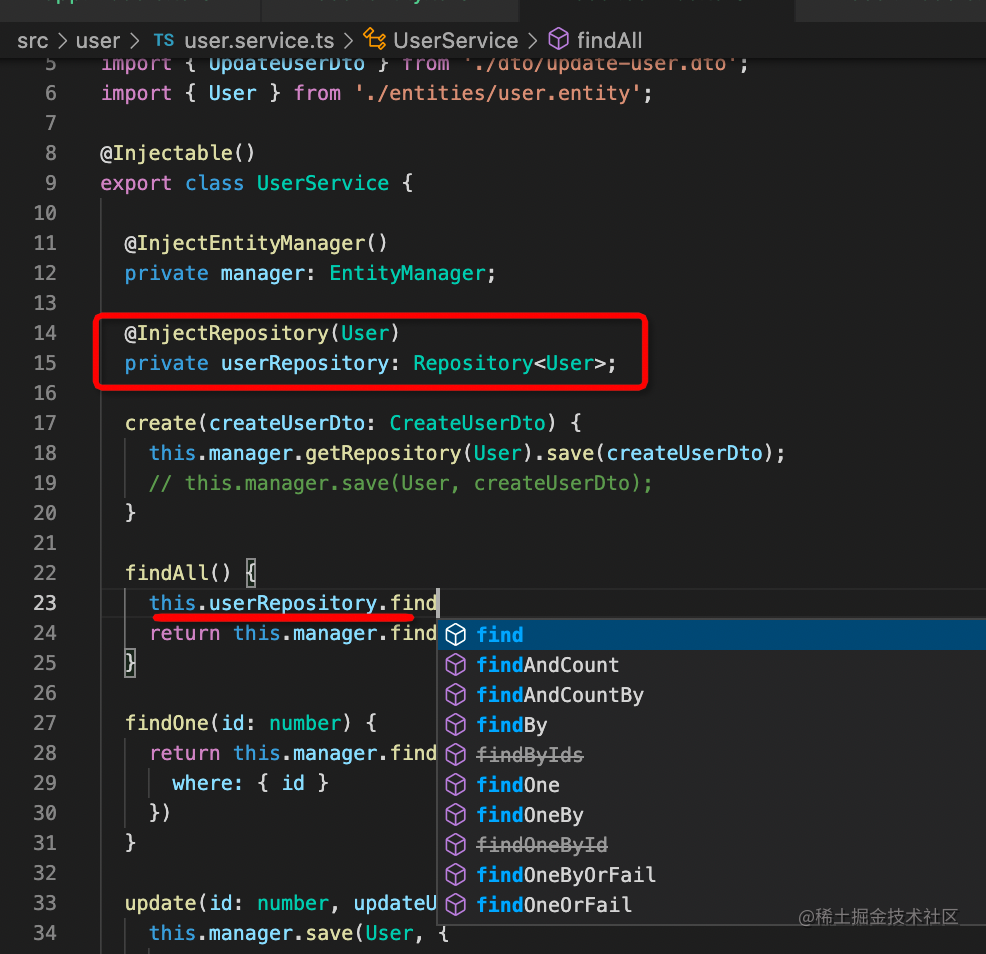 src > user > TS user.service.ts > UserService > findAll
5 import { UpdateUserDto } from './dto/update-user.dto';
6 import { User } from './entities/user.entity';
7
8 @Injectable()
9 export class UserService {
10
11 @InjectEntityManager()
12 private manager: EntityManager;
13
14 @InjectRepository(User)
15 private userRepository: Repository<User>;
16
17 create(createUserDto: CreateUserDto) {
18 this.manager.getRepository(User).save(createUserDto);
19 // this.manager.save(User, createUserDto);
20 }
21
22 findAll() {
23 this.userRepository.find
24 return this.manager.find
find
25 }
findAndCount
26
findAndCountBy
27 findOne(id: number) {
findBy
28 return this.manager.find
findByIds
29 where: { id }
findOne
30 })
findOneBy
31 }
findOneById
32
findOneByOrFail
33 update(id: number, updateU
findOneOrFail
34 this.manager.save(User, {
@稀土掘金技术社区